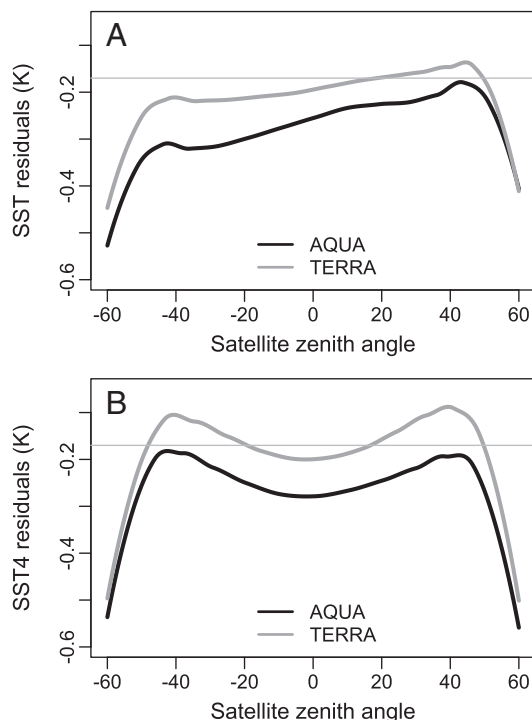 A
SST residuals (K)
-0.2
-0.4
-0.6
AQUA
TERRA
-60 -40 -20 0 20 40 60
Satellite zenith angle
B
SST4 residuals (K)
-0.2
-0.4
-0.6
AQUA
TERRA
-60 -40 -20 0 20 40 60
Satellite zenith angle